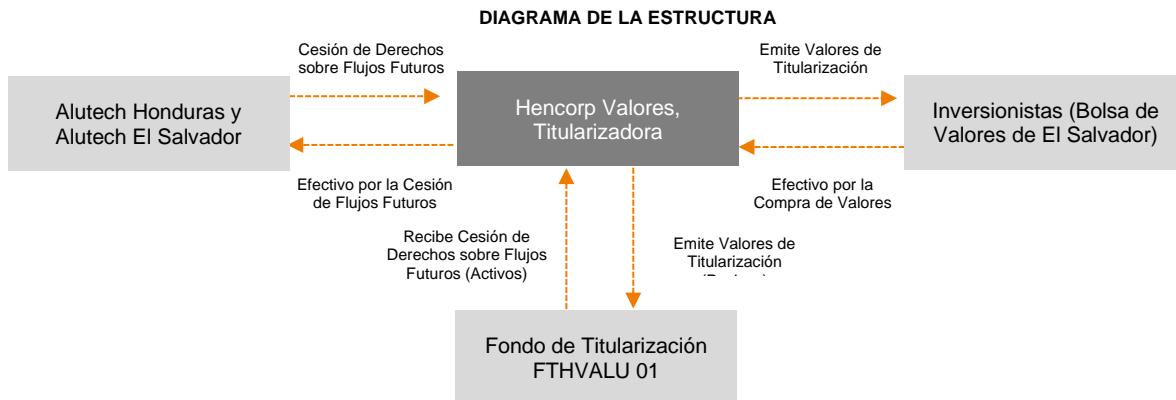 DIAGRAMA DE LA ESTRUCTURA
Cesión de Derechos
sobre Flujos Futuros
Emite Valores de
Titularización
Alutech Honduras y
Alutech El Salvador
Hencorp Valores,
Titularizadora
Inversionistas (Bolsa de
Valores de El Salvador)
Efectivo por la Cesión
de Flujos Futuros
Efectivo por la
Compra de Valores
Recibe Cesión de
Derechos sobre Flujos
Futuros (Activos)
Emite Valores de
Titularización
Fondo de Titularización
FTHVALU 01